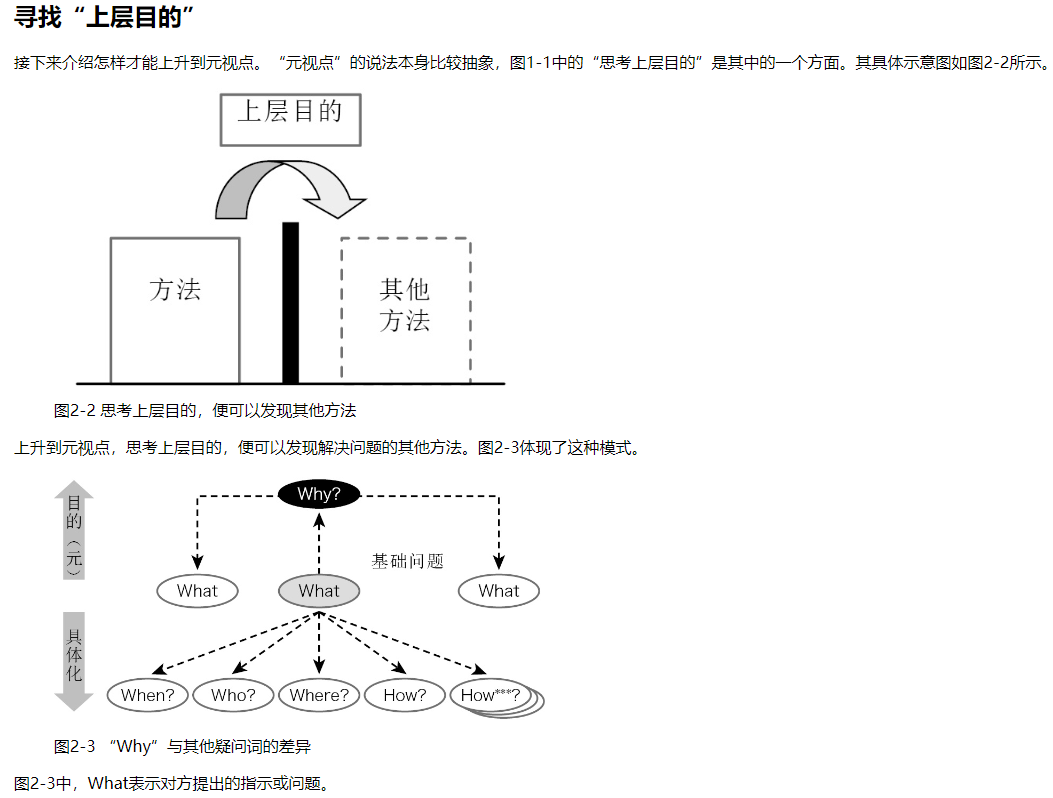 寻找“上层目的”
接下来介绍怎样才能上升到元视点。“元视点”的说法本身比较抽象，图1-1中的“思考上层目的”是其中的一个方面。其具体示意图如图2-2所示。
上层目的
方法
其他
方法
图2-2 思考上层目的，便可以发现其他方法
上升到元视点，思考上层目的，便可以发现解决问题的其他方法。图2-3体现了这种模式。
目的（元）
Why?
基础问题
What
What
What
具体化
When?
Who?
Where?
How?
How***?
图2-3 “Why”与其他疑问词的差异
图2-3中，What表示对方提出的指示或问题。